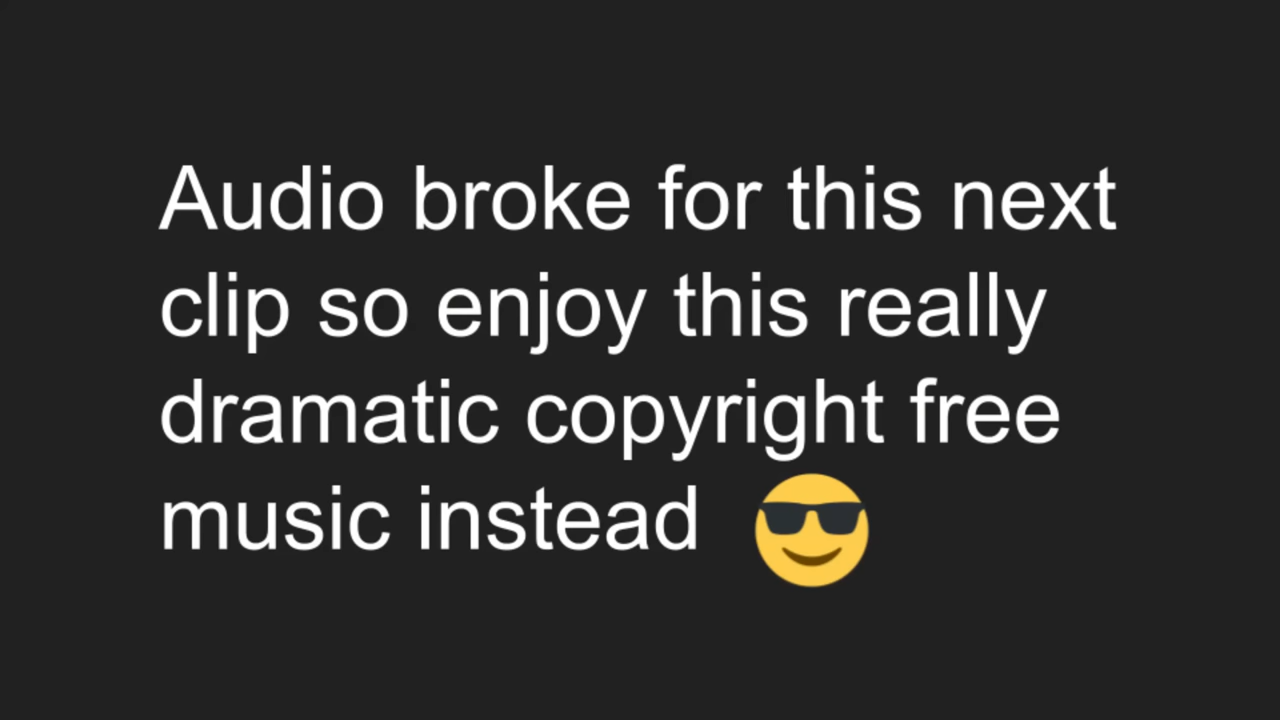 Audio broke for this next
clip so enjoy this really
dramatic copyright free
music instead 😎